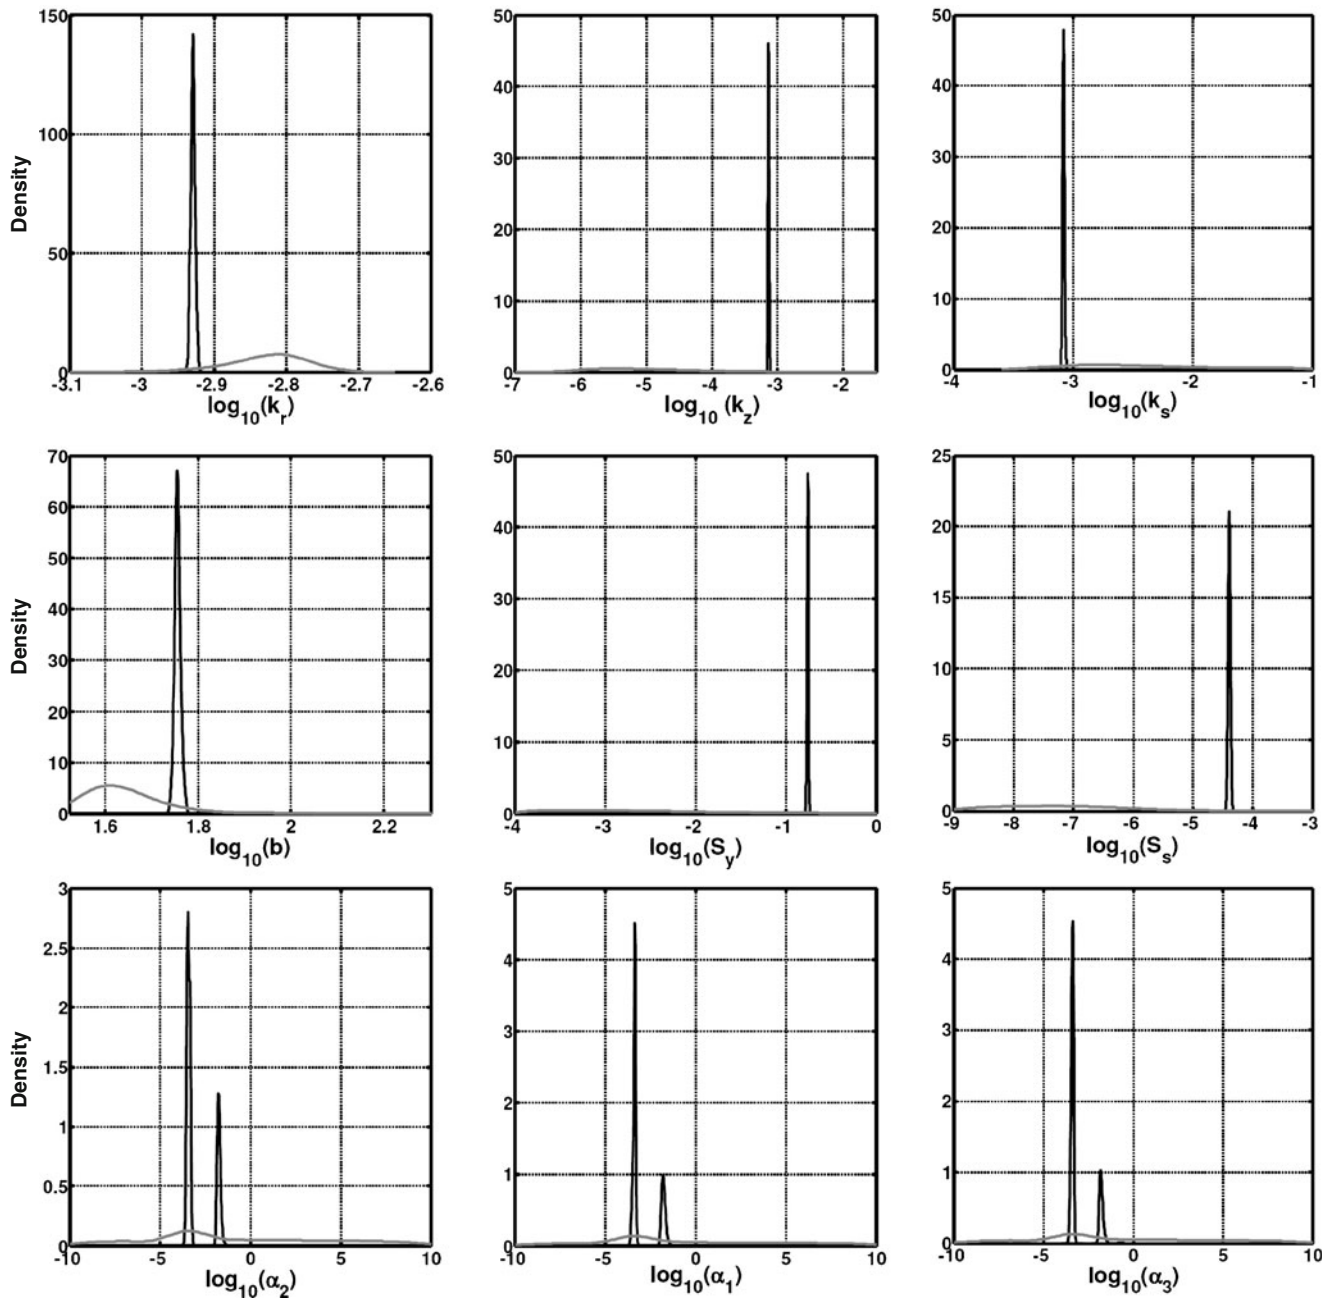 150
100
50
0
-3.1 -3 -2.9 -2.8 -2.7 -2.6
Density
log10(kr)
50
40
30
20
10
0
-7 -6 -5 -4 -3 -2
log10 (kz)
50
40
30
20
10
0
-4 -3 -2 -1
log10(ks)
70
60
50
40
30
20
10
0
1.6 1.8 2 2.2
Density
log10(b)
50
40
30
20
10
0
-4 -3 -2 -1 0
log10(Sy)
25
20
15
10
5
0
-9 -8 -7 -6 -5 -4 -3
log10(Ss)
3
2.5
2
1.5
1
0.5
0
-10 -5 0 5 10
Density
log10(α2)
5
4
3
2
1
0
-10 -5 0 5 10
log10(α1)
5
4
3
2
1
0
-10 -5 0 5 10
log10(α3)